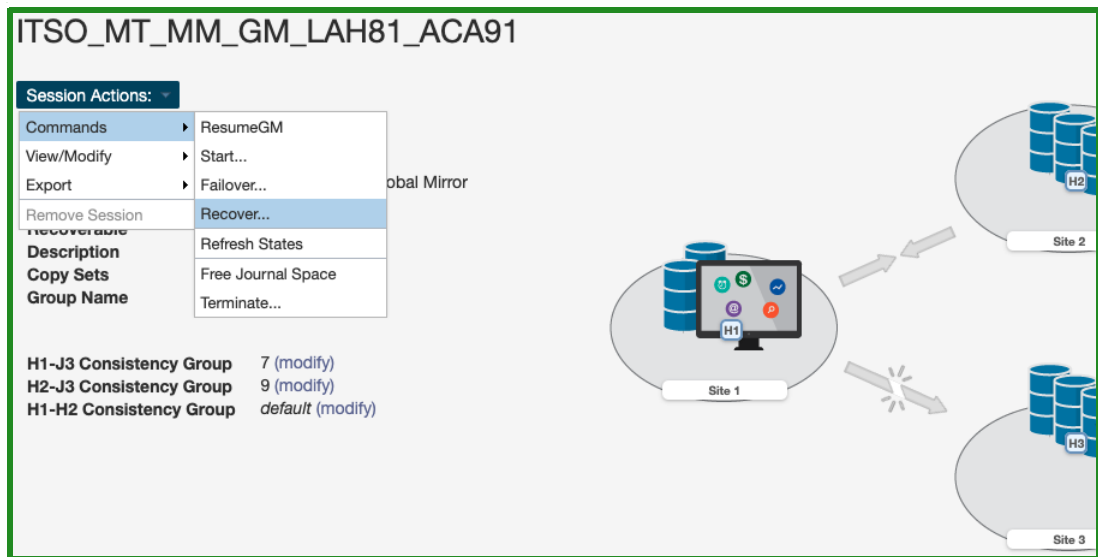 ITSO_MT_MM_GM_LAH81_ACA91
Session Actions:
Commands
View/Modify
Export
Remove Session
ResumeGM
Start...
Failover...
Recover...
Refresh States
Free Journal Space
Terminate...
obal Mirror
Recoverable
Description
Copy Sets
Group Name
H1-J3 Consistency Group 7 (modify)
H2-J3 Consistency Group 9 (modify)
H1-H2 Consistency Group default (modify)
H2
Site 2
$
@
H1
Site 1
H3
Site 3